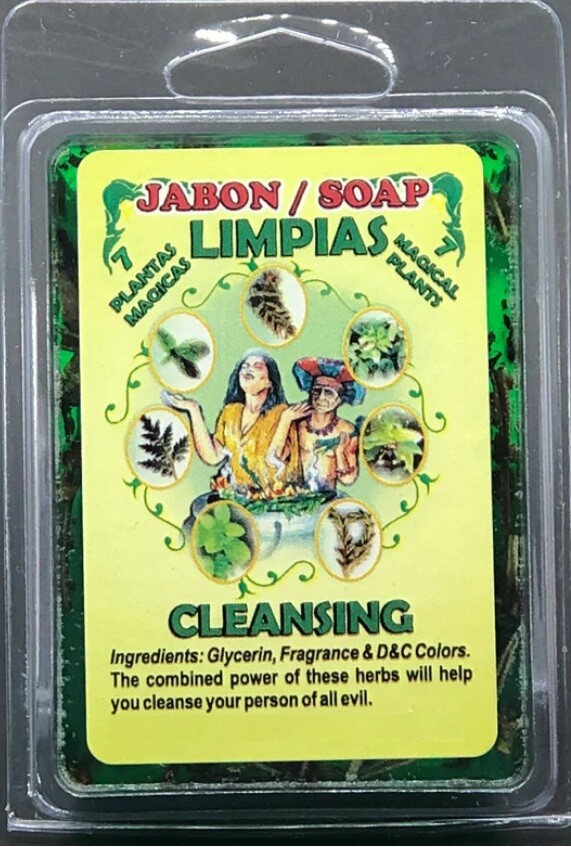 JABON / SOAP
LIMPIAS
7
PLANTAS
MAGICAS
7
MAGICAL
PLANTS
CLEANSING
Ingredients: Glycerin, Fragrance & D&C Colors.
The combined power of these herbs will help
you cleanse your person of all evil.